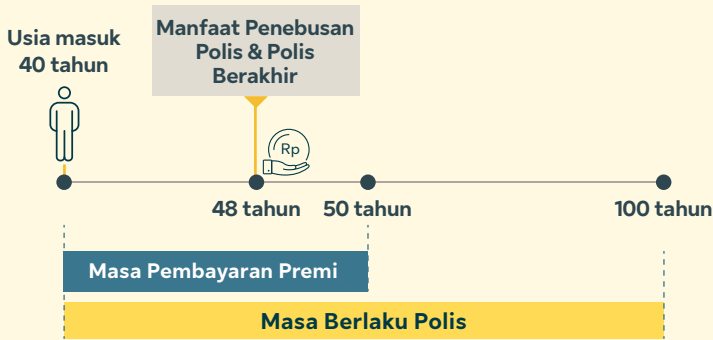 Usia masuk
40 tahun
Manfaat Penebusan
Polis & Polis
Berakhir
Rp
48 tahun
50 tahun
100 tahun
Masa Pembayaran Premi
Masa Berlaku Polis